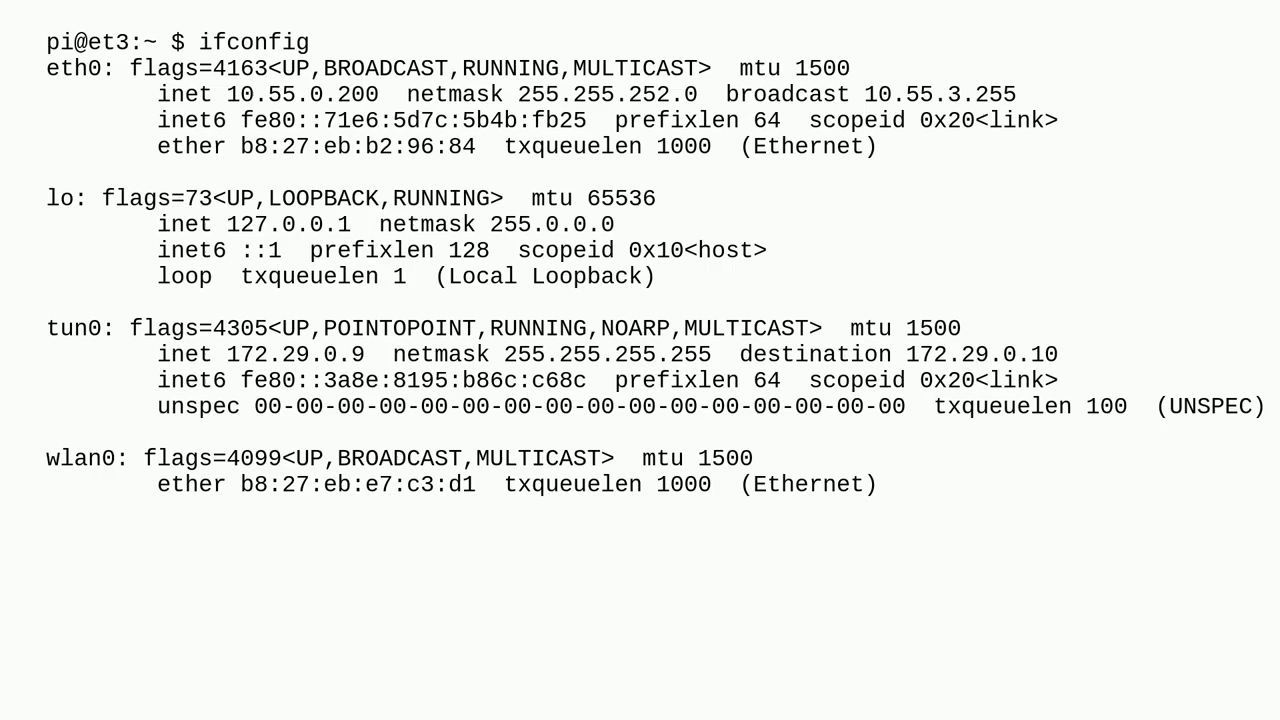 pi@et3:~ $ ifconfig
eth0: flags=4163<UP,BROADCAST,RUNNING,MULTICAST>  mtu 1500
        inet 10.55.0.200  netmask 255.255.252.0  broadcast 10.55.3.255
        inet6 fe80::71e6:5d7c:5b4b:fb25  prefixlen 64  scopeid 0x20<link>
        ether b8:27:eb:b2:96:84  txqueuelen 1000  (Ethernet)

lo: flags=73<UP,LOOPBACK,RUNNING>  mtu 65536
        inet 127.0.0.1  netmask 255.0.0.0
        inet6 ::1  prefixlen 128  scopeid 0x10<host>
        loop  txqueuelen 1  (Local Loopback)

tun0: flags=4305<UP,POINTOPOINT,RUNNING,NOARP,MULTICAST>  mtu 1500
        inet 172.29.0.9  netmask 255.255.255.255  destination 172.29.0.10
        inet6 fe80::3a8e:8195:b86c:c68c  prefixlen 64  scopeid 0x20<link>
        unspec 00-00-00-00-00-00-00-00-00-00-00-00-00-00-00-00  txqueuelen 100  (UNSPEC)

wlan0: flags=4099<UP,BROADCAST,MULTICAST>  mtu 1500
        ether b8:27:eb:e7:c3:d1  txqueuelen 1000  (Ethernet)